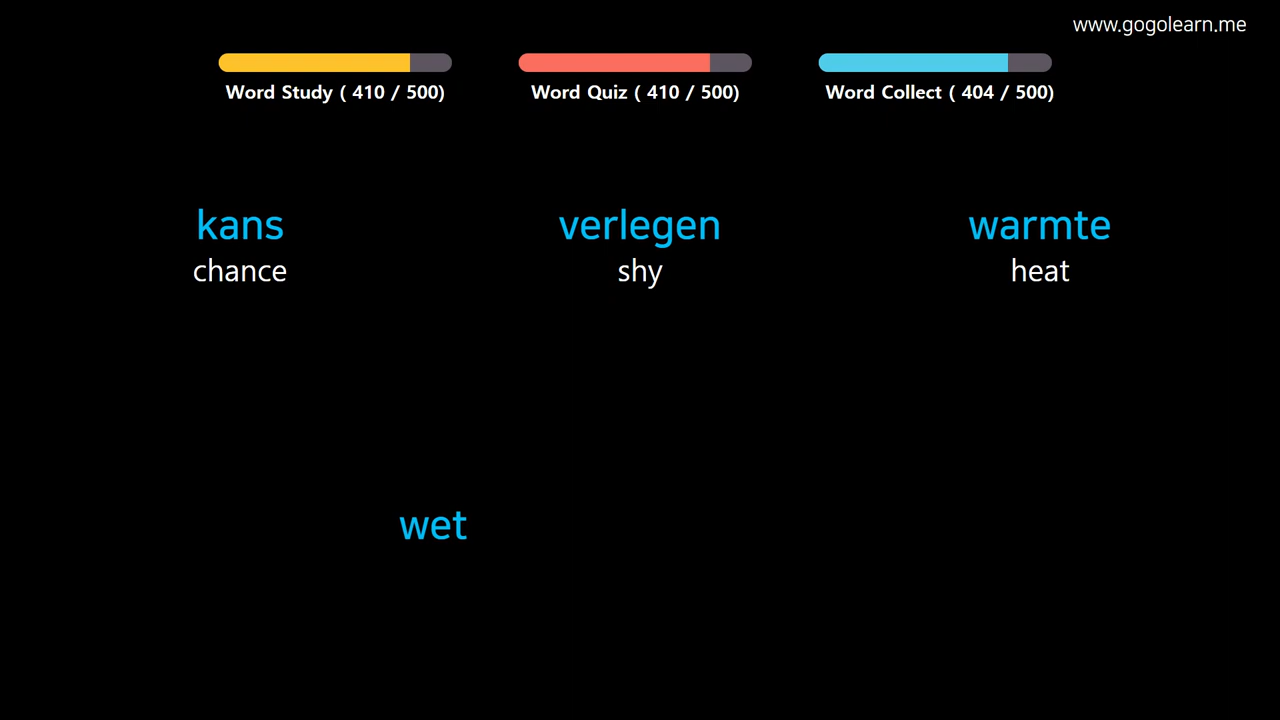 www.gogolearn.me
Word Study ( 410 / 500)
Word Quiz ( 410 / 500)
Word Collect ( 404 / 500)
kans
chance
verlegen
shy
warmte
heat
wet